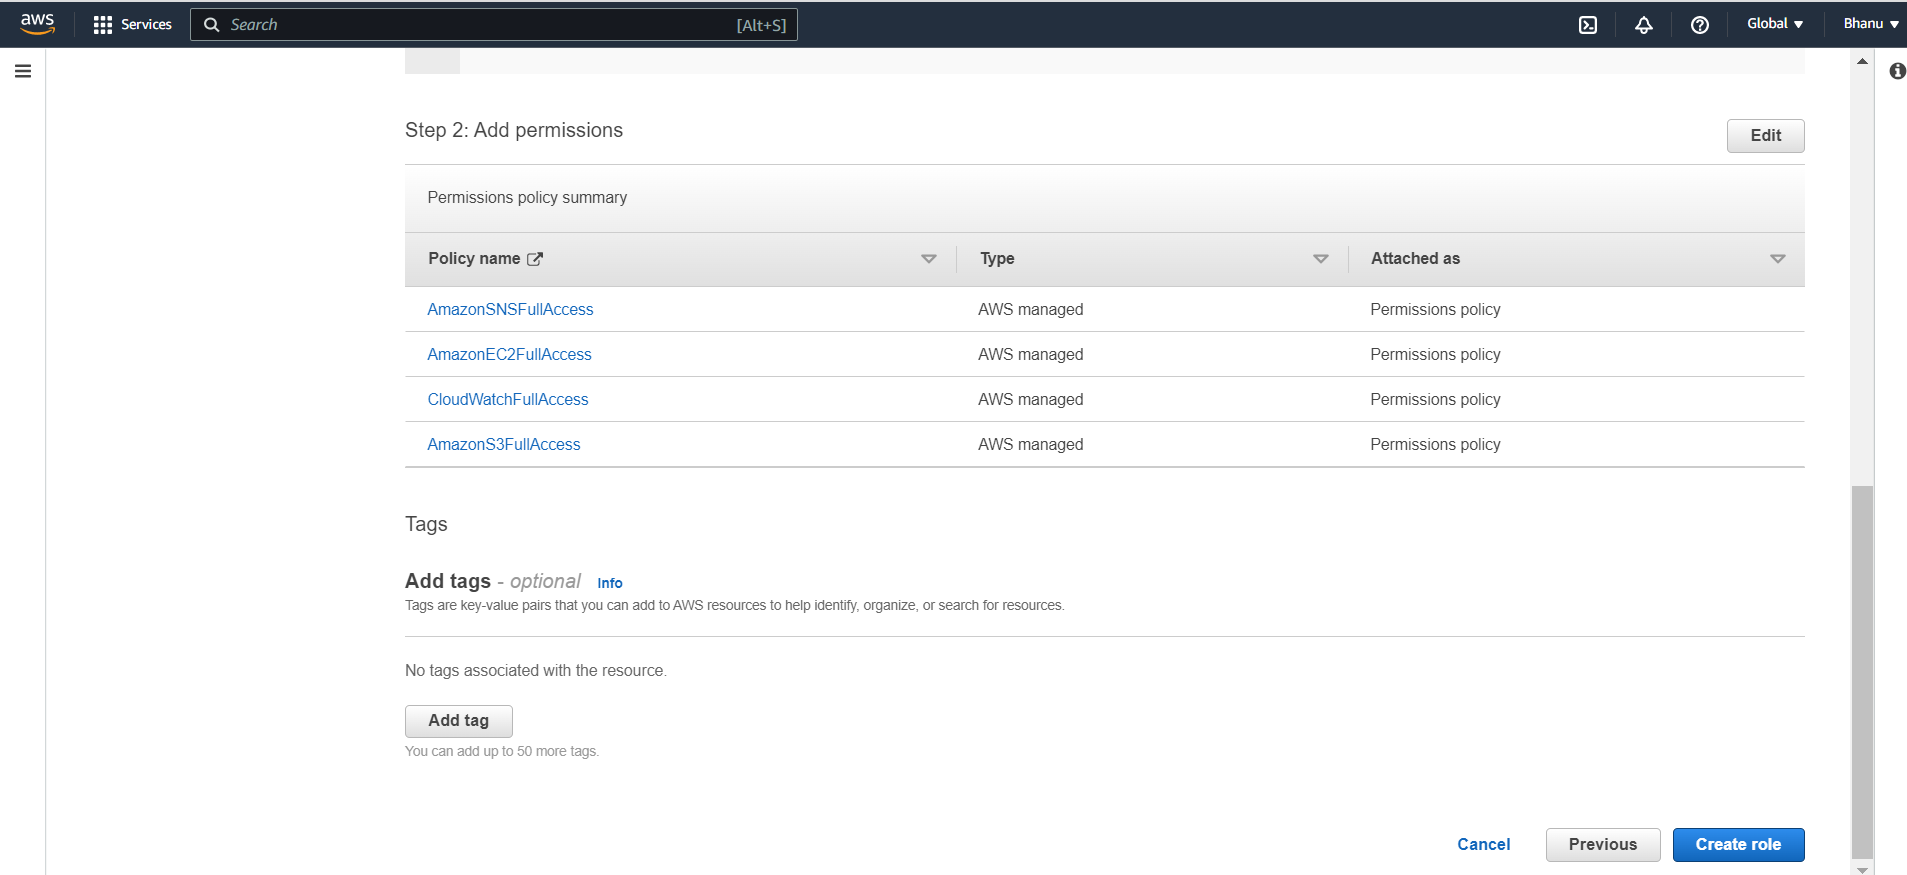 aws Services Search [Alt+S] Global Bhanu
Step 2: Add permissions
Edit
Permissions policy summary
Policy name Type Attached as
AmazonSNSFullAccess AWS managed Permissions policy
AmazonEC2FullAccess AWS managed Permissions policy
CloudWatchFullAccess AWS managed Permissions policy
AmazonS3FullAccess AWS managed Permissions policy
Tags
Add tags - optional Info
Tags are key-value pairs that you can add to AWS resources to help identify, organize, or search for resources.
No tags associated with the resource.
Add tag
You can add up to 50 more tags.
Cancel Previous Create role